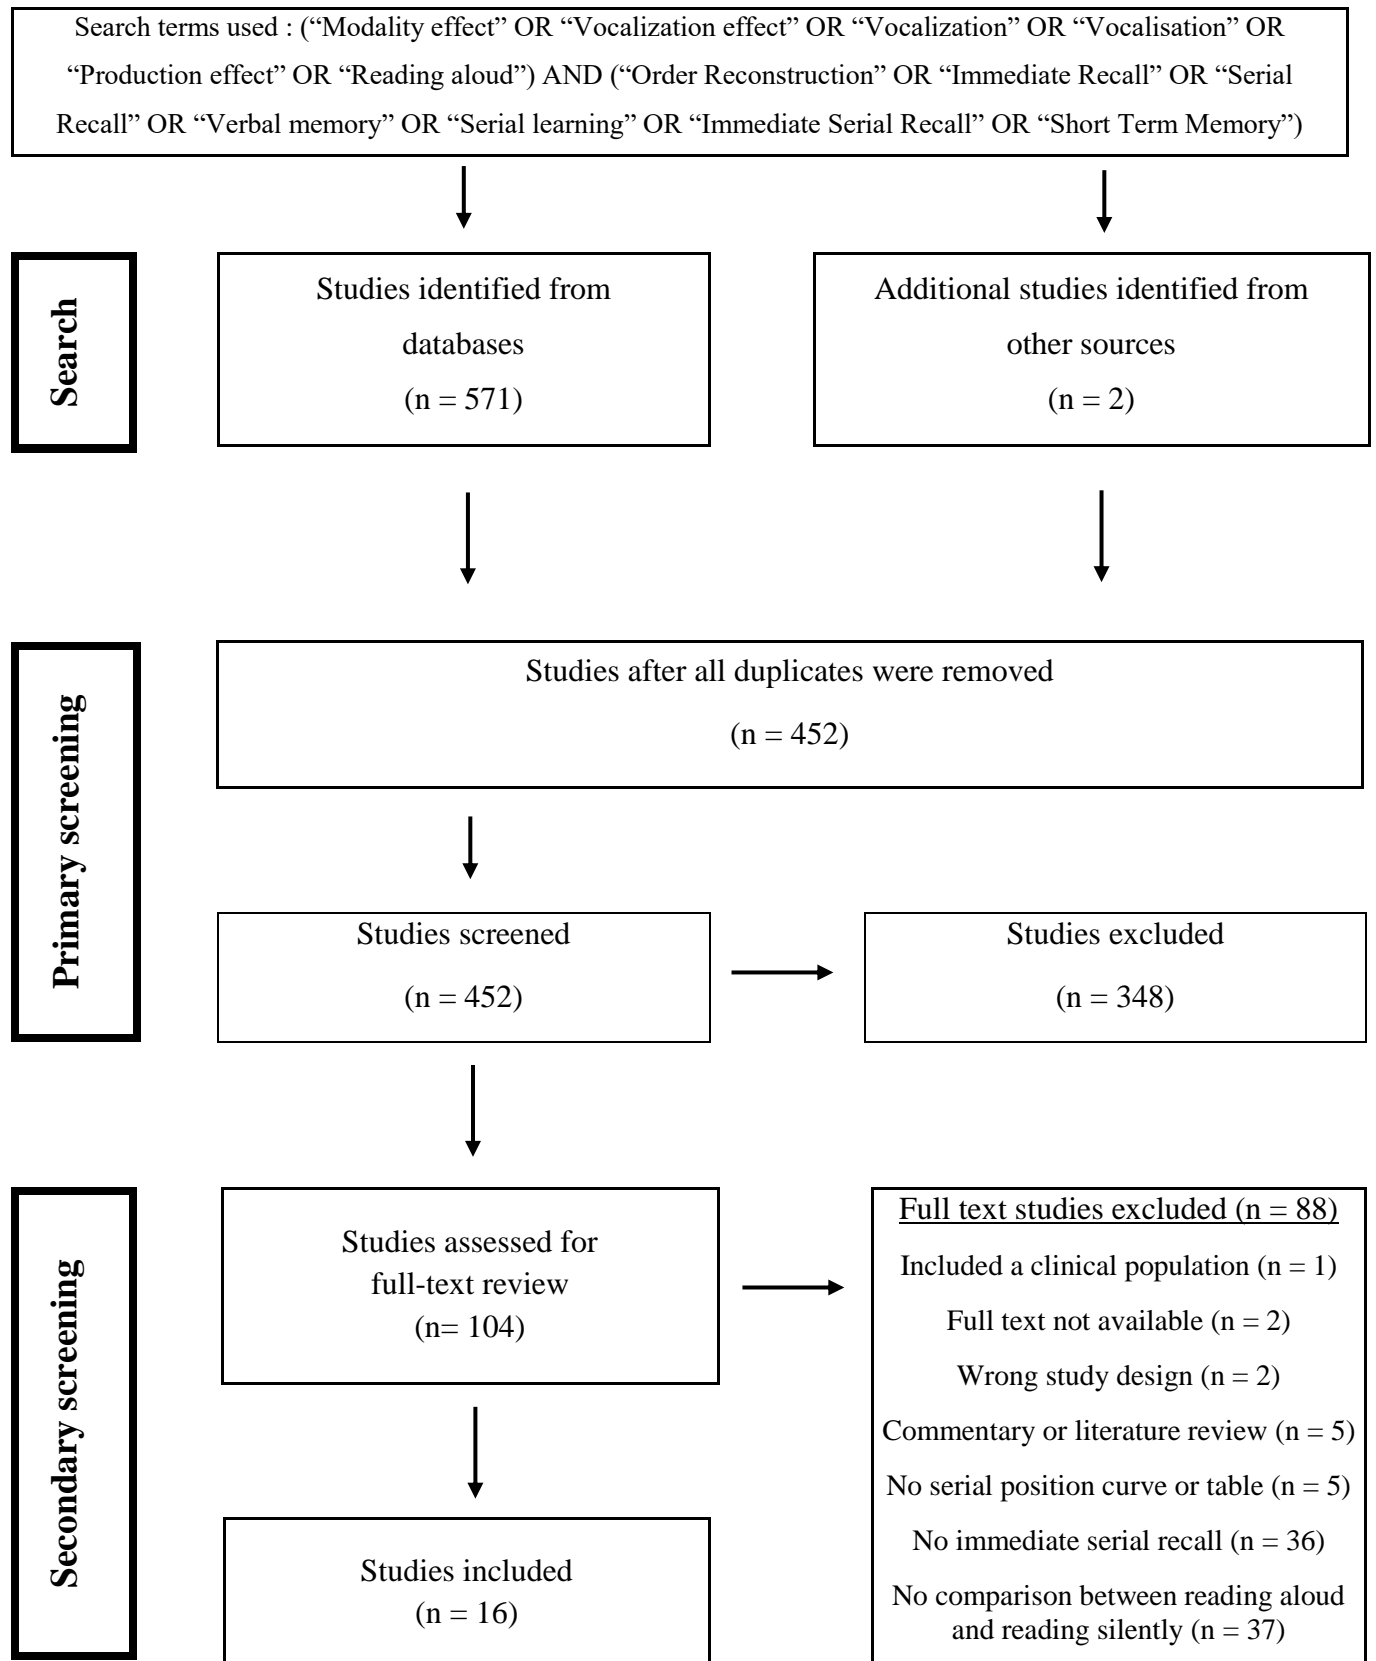 Search terms used : (“Modality effect” OR “Vocalization effect” OR “Vocalization” OR “Vocalisation” OR
“Production effect” OR “Reading aloud”) AND (“Order Reconstruction” OR “Immediate Recall” OR “Serial
Recall” OR “Verbal memory” OR “Serial learning” OR “Immediate Serial Recall” OR “Short Term Memory”)
Search
Studies identified from
databases
(n = 571)
Additional studies identified from
other sources
(n = 2)
Primary screening
Studies after all duplicates were removed
(n = 452)
Studies screened
(n = 452)
Studies excluded
(n = 348)
Secondary screening
Studies assessed for
full-text review
(n= 104)
Full text studies excluded (n = 88)
Included a clinical population (n = 1)
Full text not available (n = 2)
Wrong study design (n = 2)
Commentary or literature review (n = 5)
No serial position curve or table (n = 5)
No immediate serial recall (n = 36)
No comparison between reading aloud
and reading silently (n = 37)
Studies included
(n = 16)